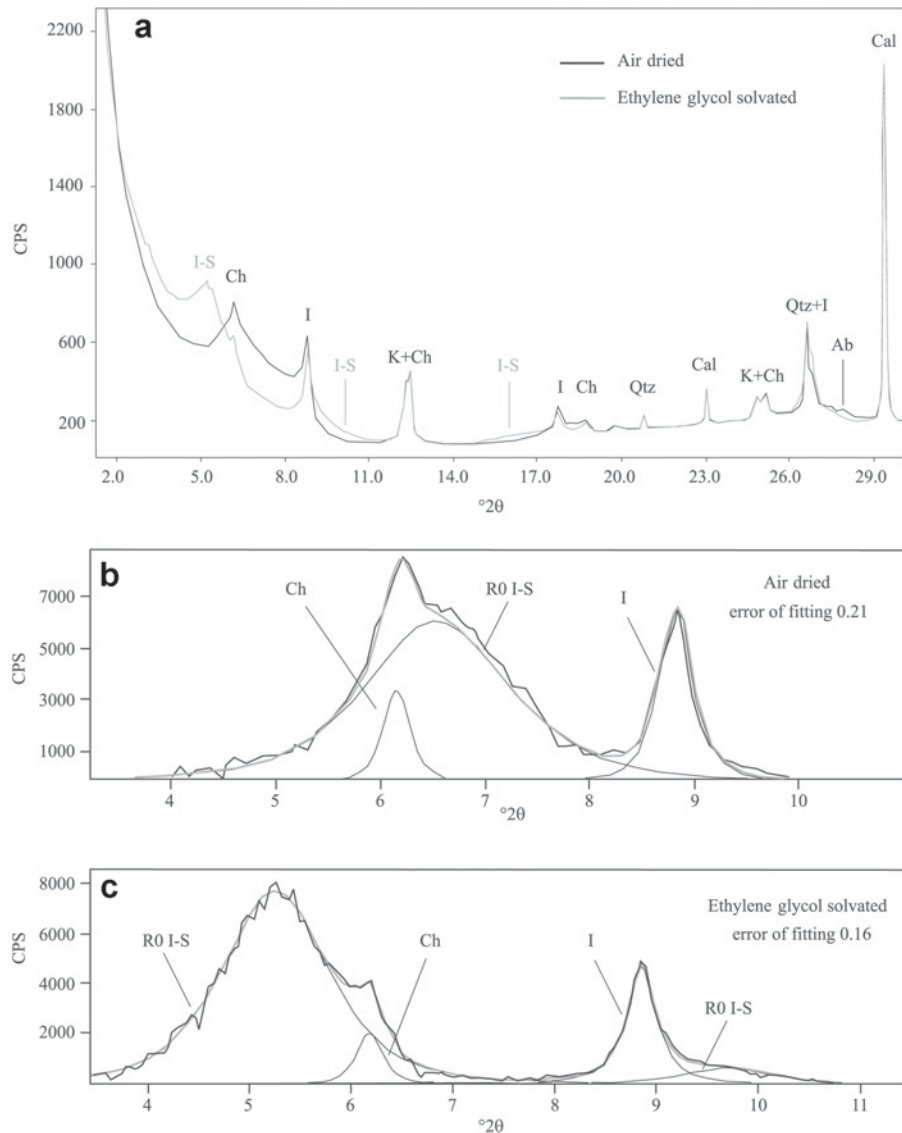 a
2200
1800
1400
1000
600
200
CPS
Air dried
Ethylene glycol solvated
Cal
I-S
Ch
I
I-S
K+Ch
I-S
I
Ch
Qtz
Cal
K+Ch
Qtz+I
Ab
2.0 5.0 8.0 11.0 14.0 17.0 20.0 23.0 26.0 29.0
°2θ
b
7000
5000
3000
1000
CPS
Ch
R0 I-S
I
Air dried
error of fitting 0.21
4 5 6 7 8 9 10
°2θ
c
8000
6000
4000
2000
CPS
R0 I-S
Ch
I
R0 I-S
Ethylene glycol solvated
error of fitting 0.16
4 5 6 7 8 9 10 11
°2θ